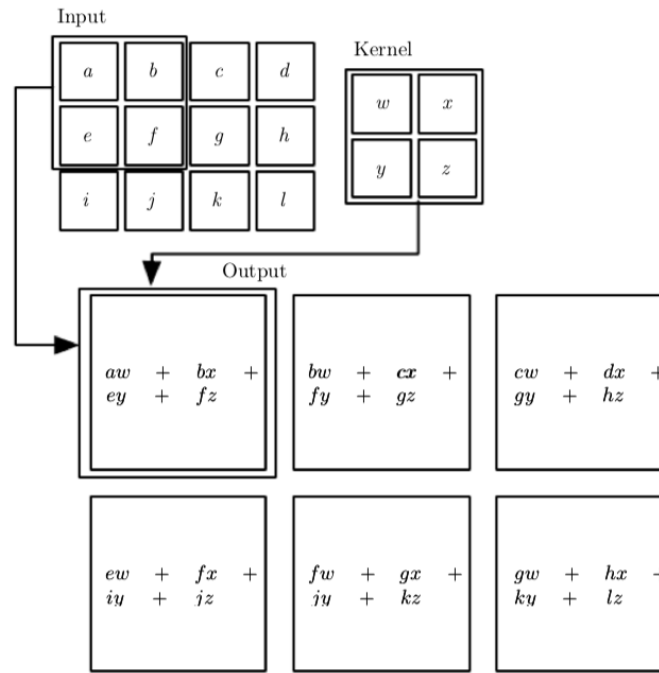 Input
a b c d
e f g h
i j k l
Kernel
w x
y z
Output
aw + bx +
ey + fz
bw + cx +
fy + gz
cw + dx +
gy + hz
ew + fx +
iy + jz
fw + gx +
jy + kz
gw + hx +
ky + lz